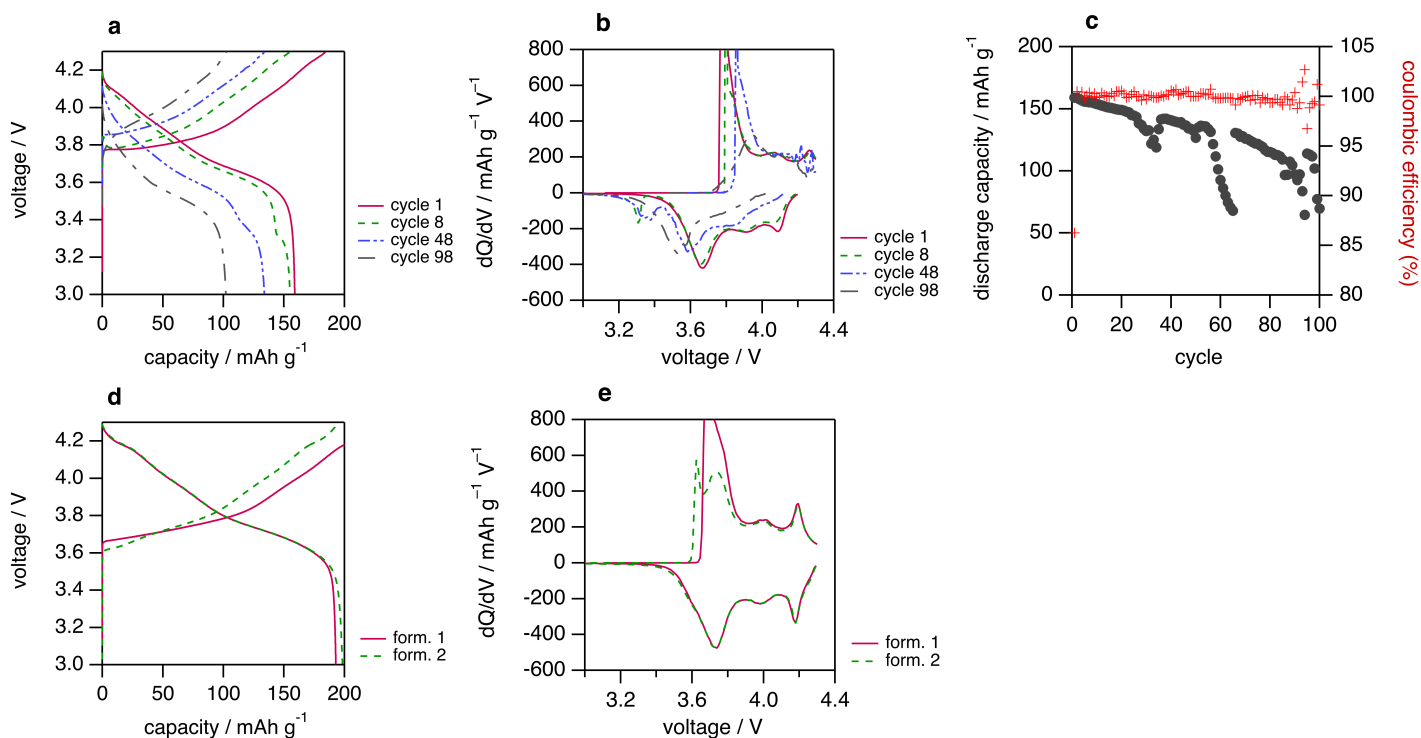 a
4.2
4.0
3.8
3.6
3.4
3.2
3.0
voltage / V
0
50
100
150
200
capacity / mAh g⁻¹
cycle 1
cycle 8
cycle 48
cycle 98
b
800
600
400
200
0
-200
-400
-600
dQ/dV / mAh g⁻¹ V⁻¹
3.2
3.6
4.0
4.4
voltage / V
cycle 1
cycle 8
cycle 48
cycle 98
c
200
150
100
50
0
discharge capacity / mAh g⁻¹
105
100
95
90
85
80
coulombic efficiency (%)
0
20
40
60
80
100
cycle
d
4.2
4.0
3.8
3.6
3.4
3.2
3.0
voltage / V
0
50
100
150
200
capacity / mAh g⁻¹
form. 1
form. 2
e
800
600
400
200
0
-200
-400
-600
dQ/dV / mAh g⁻¹ V⁻¹
3.2
3.6
4.0
4.4
voltage / V
form. 1
form. 2